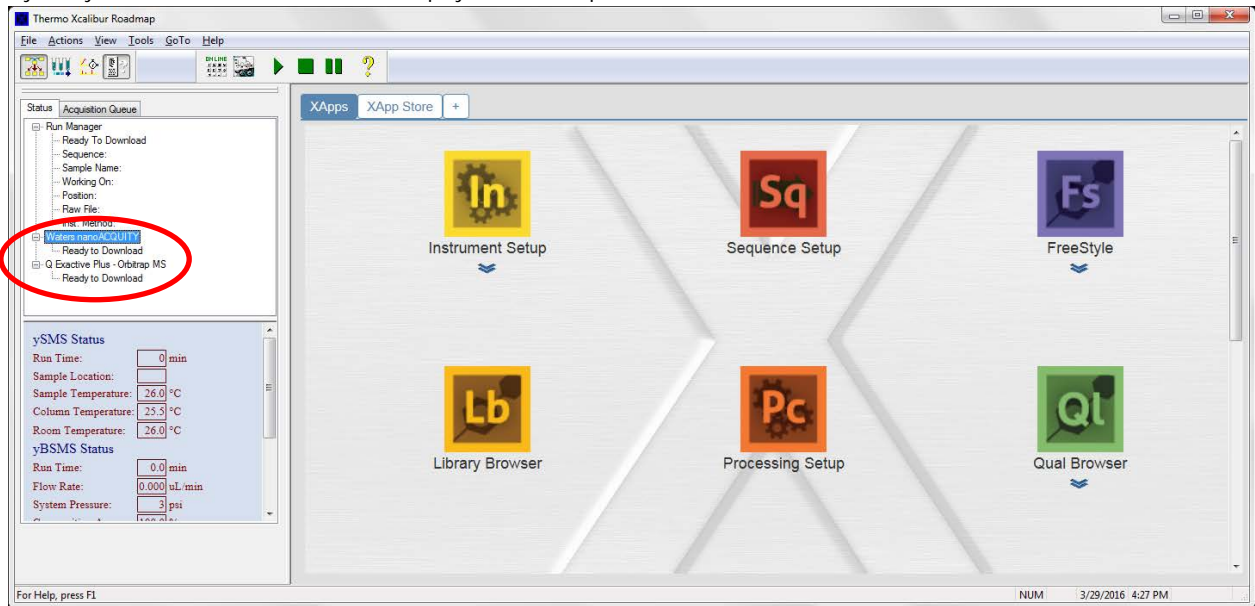 Thermo Xcalibur Roadmap
File Actions View Tools GoTo Help
ON LINE
Status Acquisition Queue
Run Manager
Ready To Download
Sequence:
Sample Name:
Working On:
Position:
Raw File:
Inst. Method:
Waters nanoACQUITY
Ready to Download
Q Exactive Plus - Orbitrap MS
Ready to Download
ySMS Status
Run Time: 0 min
Sample Location:
Sample Temperature: 26.0 °C
Column Temperature: 25.5 °C
Room Temperature: 26.0 °C
yBSMS Status
Run Time: 0.0 min
Flow Rate: 0.000 uL/min
System Pressure: 3 psi
XApps XApp Store +
In Sq Fs
Instrument Setup Sequence Setup FreeStyle
Lb Pc Ql
Library Browser Processing Setup Qual Browser
For Help, press F1 NUM 3/29/2016 4:27 PM